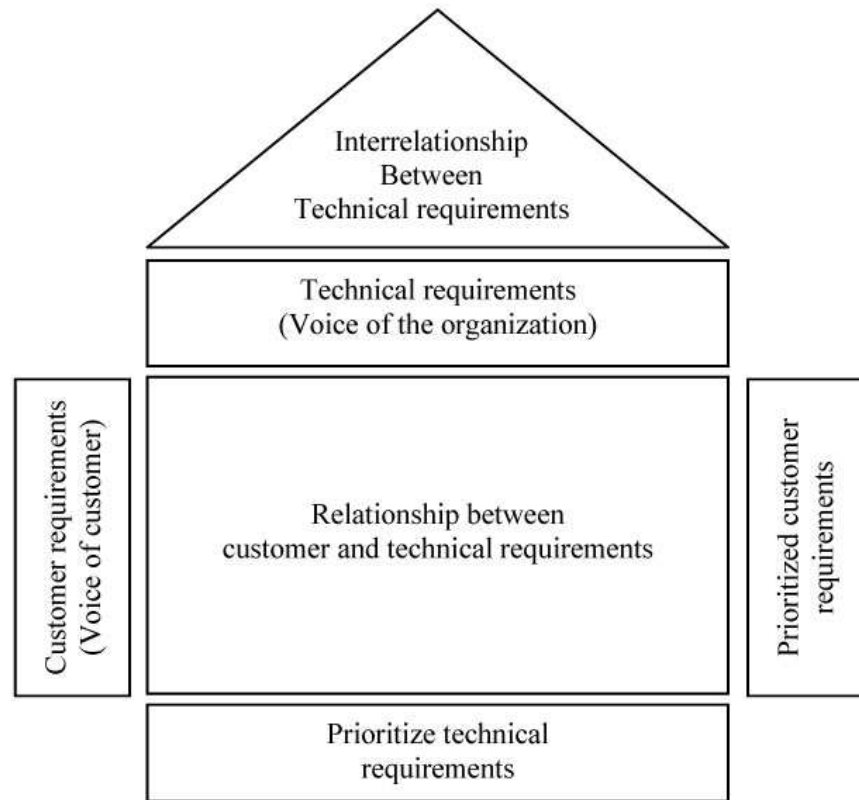 Interrelationship
Between
Technical requirements
Technical requirements
(Voice of the organization)
Customer requirements
(Voice of customer)
Relationship between
customer and technical requirements
Prioritized customer
requirements
Prioritize technical
requirements